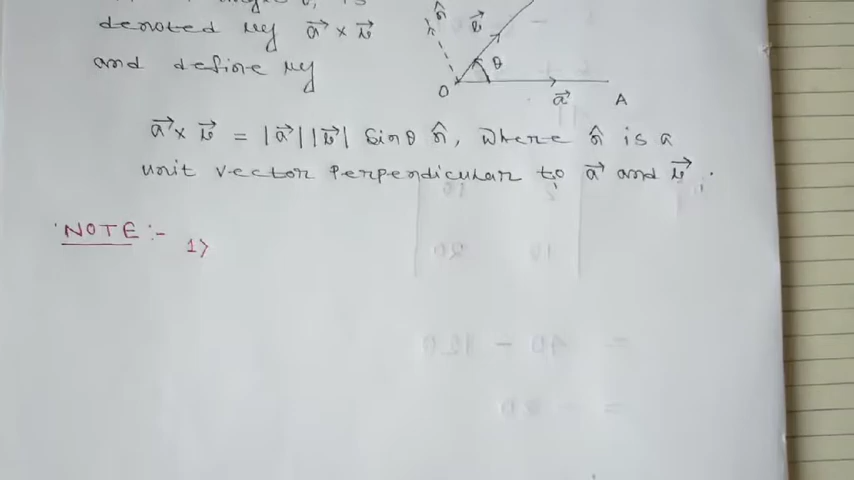 denoted by a⃗ × b⃗
and define by
n̂ b⃗
θ
O a⃗ A
a⃗ × b⃗ = |a⃗||b⃗| sinθ n̂, where n̂ is a
unit vector perpendicular to a⃗ and b⃗.
NOTE :- 1>